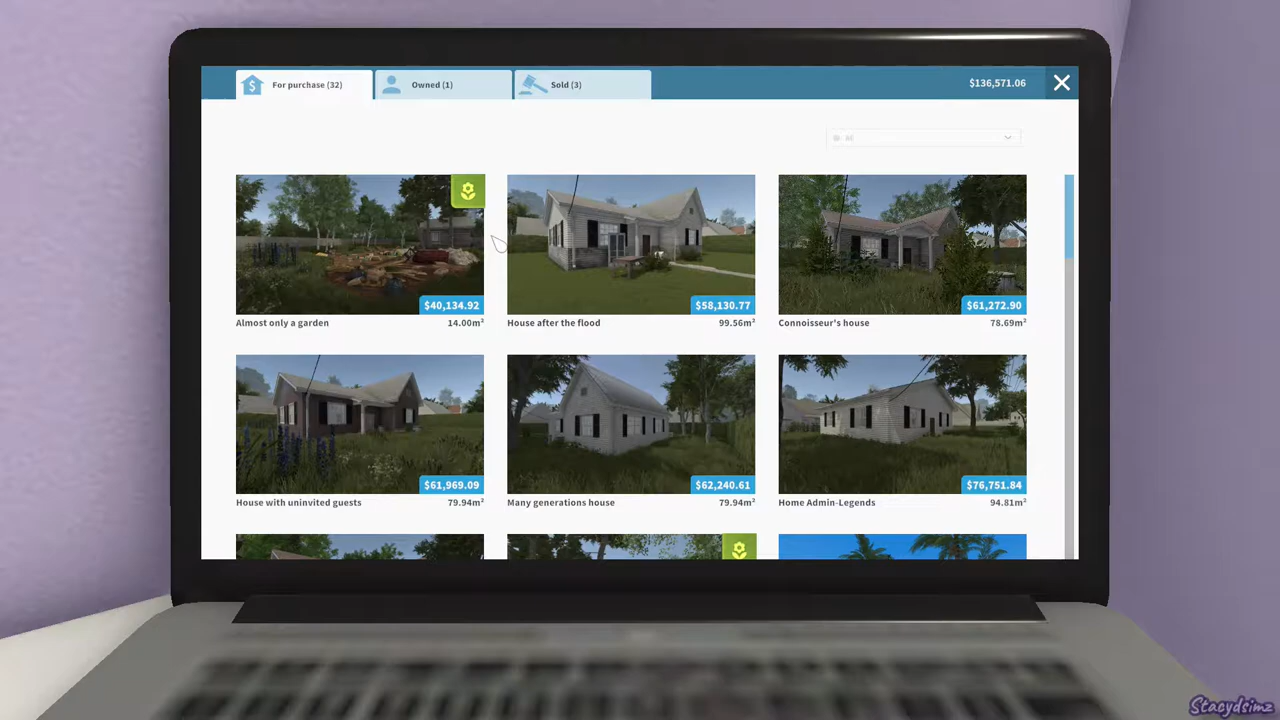 For purchase (32)
Owned (1)
Sold (3)
$136,571.06
All
$40,134.92
Almost only a garden
14.00m²
$58,130.77
House after the flood
99.56m²
$61,272.90
Connoisseur's house
78.69m²
$61,969.09
House with uninvited guests
79.94m²
$62,240.61
Many generations house
79.94m²
$76,751.84
Home Admin-Legends
94.81m²
Stacydsimz